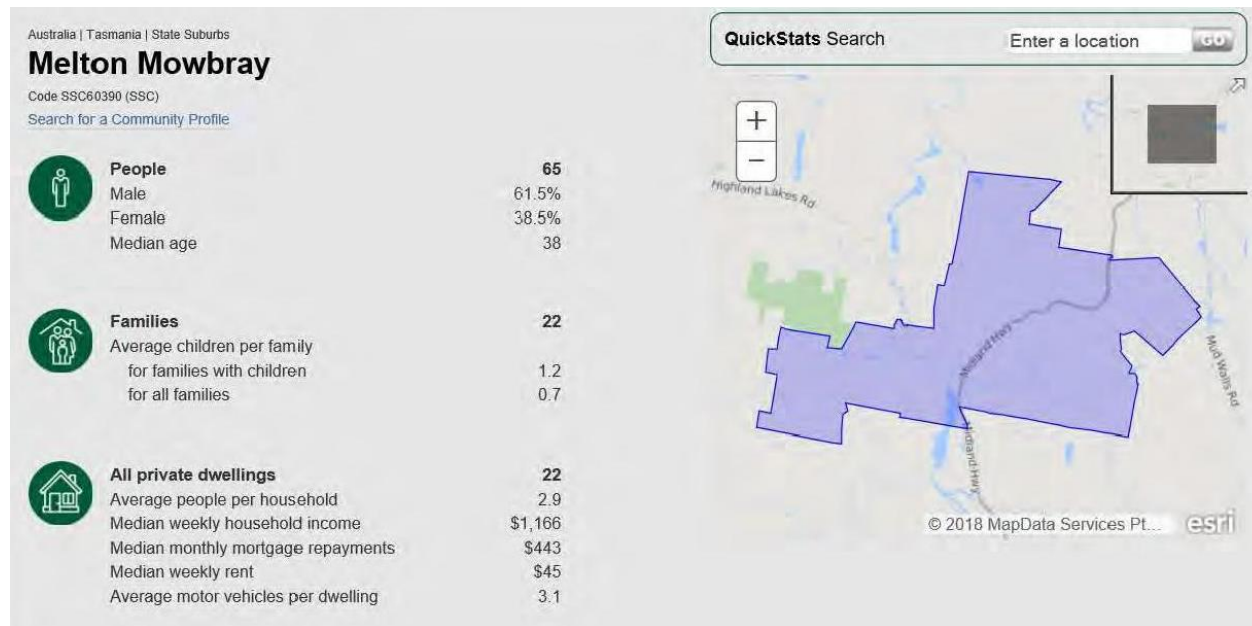 Australia | Tasmania | State Suburbs
Melton Mowbray
Code SSC60390 (SSC)
Search for a Community Profile
People 65
Male 61.5%
Female 38.5%
Median age 38
Families 22
Average children per family
for families with children 1.2
for all families 0.7
All private dwellings 22
Average people per household 2.9
Median weekly household income $1,166
Median monthly mortgage repayments $443
Median weekly rent $45
Average motor vehicles per dwelling 3.1
QuickStats Search Enter a location GO
+
−
Highland Lakes Rd
Midland Hwy
Mud Walls Rd
Midland Hwy
© 2018 MapData Services Pt... esri